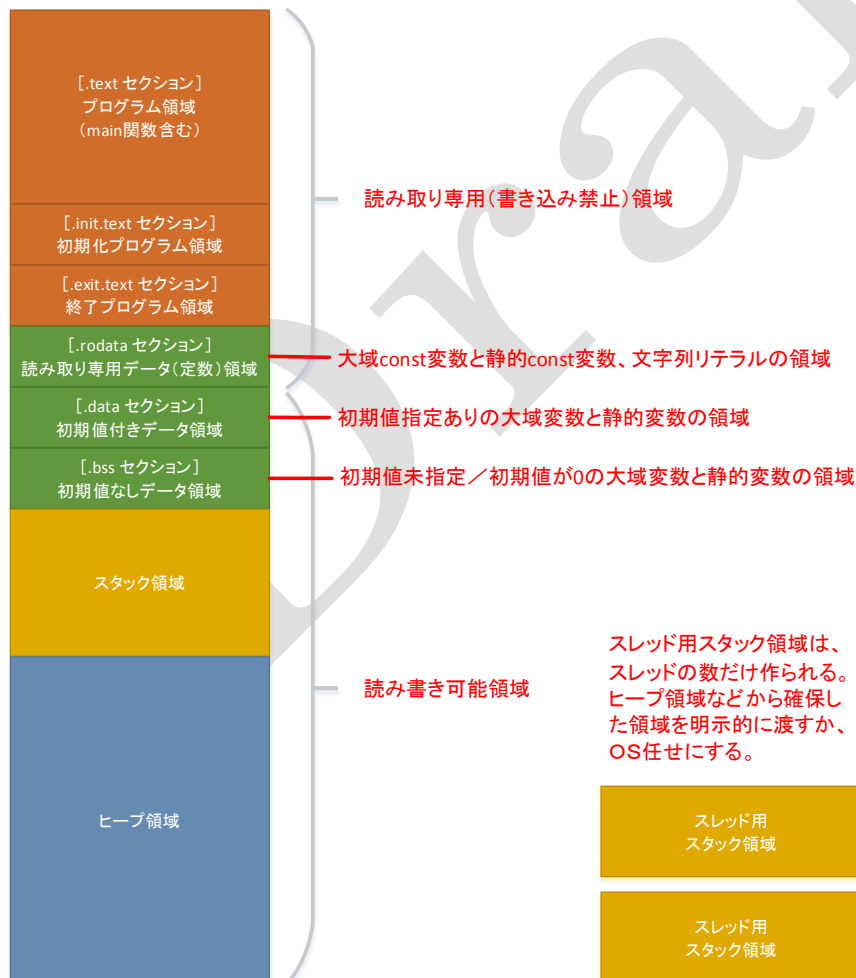 [.text セクション]
プログラム領域
（main関数含む）
読み取り専用（書き込み禁止）領域
[.init.text セクション]
初期化プログラム領域
[.exit.text セクション]
終了プログラム領域
[.rodata セクション]
読み取り専用データ（定数）領域
大域const変数と静的const変数、文字列リテラルの領域
[.data セクション]
初期値付きデータ領域
初期値指定ありの大域変数と静的変数の領域
[.bss セクション]
初期値なしデータ領域
初期値未指定／初期値が0の大域変数と静的変数の領域
スタック領域
読み書き可能領域
スレッド用スタック領域は、
スレッドの数だけ作られる。
ヒープ領域などから確保し
た領域を明示的に渡すか、
ＯＳ任せにする。
ヒープ領域
スレッド用
スタック領域
スレッド用
スタック領域